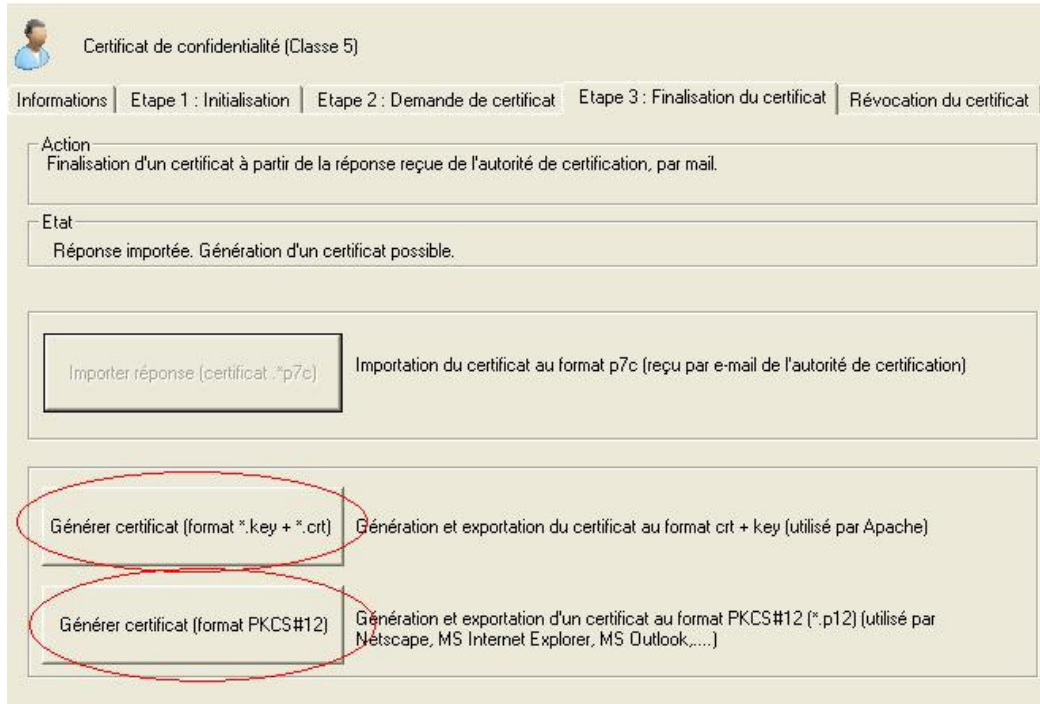 Certificat de confidentialité (Classe 5)
Informations
Etape 1 : Initialisation
Etape 2 : Demande de certificat
Etape 3 : Finalisation du certificat
Révocation du certificat
Action
Finalisation d'un certificat à partir de la réponse reçue de l'autorité de certification, par mail.
Etat
Réponse importée. Génération d'un certificat possible.
Importer réponse (certificat .*p7c)
Importation du certificat au format p7c (reçu par e-mail de l'autorité de certification)
Générer certificat (format *.key + *.crt)
Génération et exportation du certificat au format crt + key (utilisé par Apache)
Générer certificat (format PKCS#12)
Génération et exportation d'un certificat au format PKCS#12 (*.p12) (utilisé par
Netscape, MS Internet Explorer, MS Outlook,....)